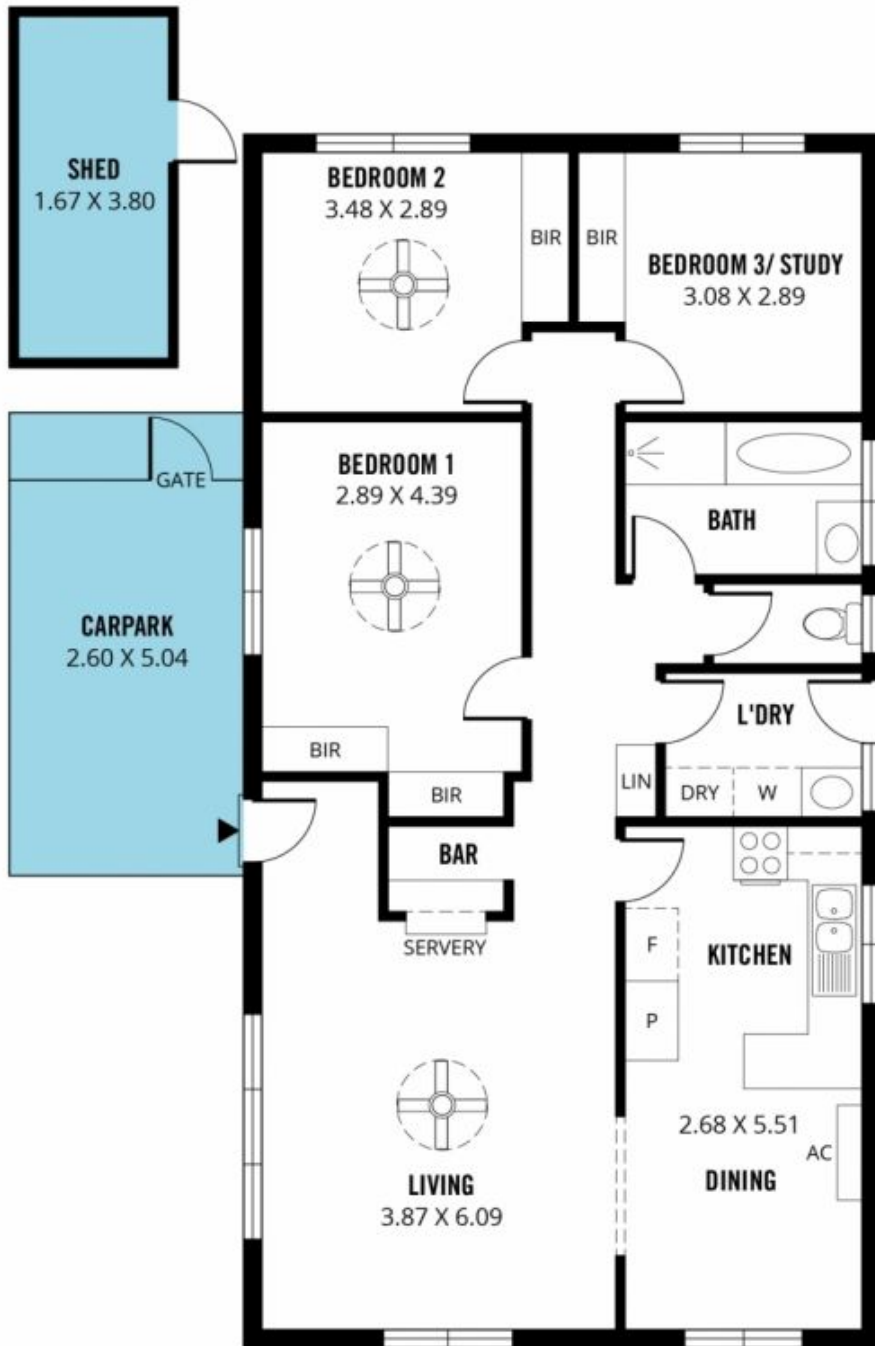 SHED
1.67 X 3.80
BEDROOM 2
3.48 X 2.89
BIR
BIR
BEDROOM 3/ STUDY
3.08 X 2.89
GATE
BEDROOM 1
2.89 X 4.39
BATH
CARPARK
2.60 X 5.04
L'DRY
BIR
BIR
LIN
DRY
W
BAR
SERVERY
F
KITCHEN
P
2.68 X 5.51
AC
DINING
LIVING
3.87 X 6.09